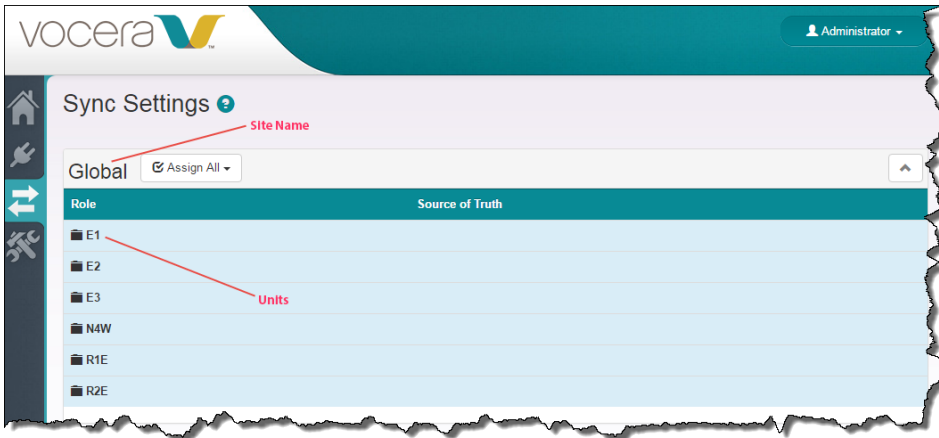 vocera
Administrator
Sync Settings ?
Site Name
Global Assign All
Role Source of Truth
E1
E2
E3
Units
N4W
R1E
R2E